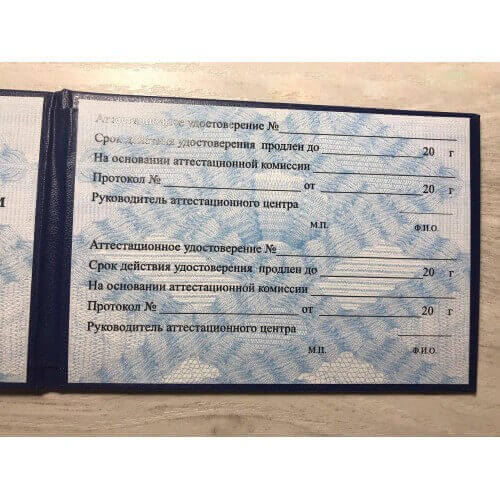 м
Аттестационное удостоверение №
Срок действия удостоверения продлен до 20 г
На основании аттестационной комиссии
Протокол № от 20 г
Руководитель аттестационного центра
М.П. Ф.И.О.
Аттестационное удостоверение №
Срок действия удостоверения продлен до 20 г
На основании аттестационной комиссии
Протокол № от 20 г
Руководитель аттестационного центра
М.П. Ф.И.О.